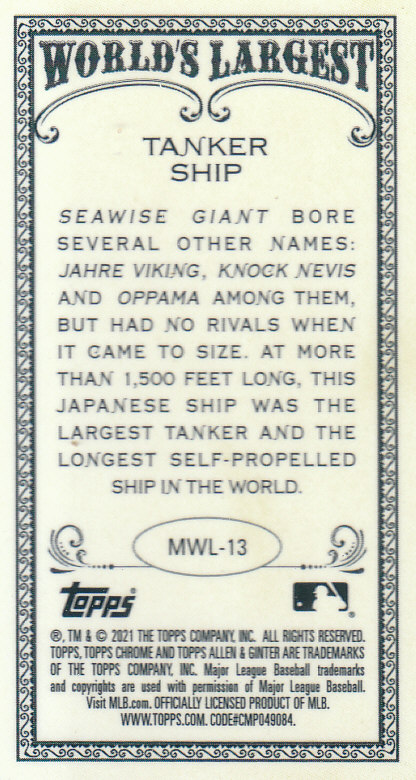 WORLD'S LARGEST
TANKER
SHIP
SEAWISE GIANT BORE
SEVERAL OTHER NAMES:
JAHRE VIKING, KNOCK NEVIS
AND OPPAMA AMONG THEM,
BUT HAD NO RIVALS WHEN
IT CAME TO SIZE. AT MORE
THAN 1,500 FEET LONG, THIS
JAPANESE SHIP WAS THE
LARGEST TANKER AND THE
LONGEST SELF-PROPELLED
SHIP IN THE WORLD.
MWL-13
Topps
®, TM & © 2021 THE TOPPS COMPANY, INC. ALL RIGHTS RESERVED.
TOPPS, TOPPS CHROME AND TOPPS ALLEN & GINTER ARE TRADEMARKS
OF THE TOPPS COMPANY, INC. Major League Baseball trademarks
and copyrights are used with permission of Major League Baseball.
Visit MLB.com. OFFICIALLY LICENSED PRODUCT OF MLB.
WWW.TOPPS.COM. CODE#CMP049084.